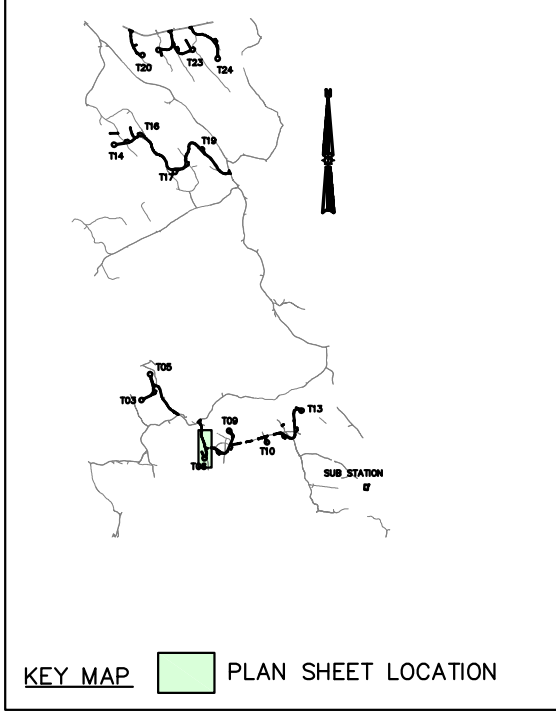 T20
T23
T24
T16
T14
T19
T17
T05
T03
T09
T13
T10
SUB STATION
KEY MAP
PLAN SHEET LOCATION